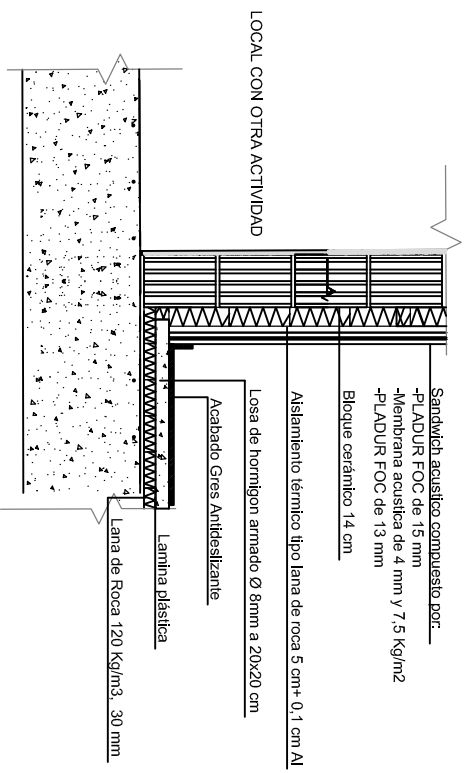 LOCAL CON OTRA ACTIVIDAD
Sandwich acustico compuesto por:
-PLADUR FOC de 15 mm
-Membrana acustica de 4 mm y 7,5 Kg/m2
-PLADUR FOC de 13 mm
Bloque cerámico 14 cm
Aislamiento térmico tipo lana de roca 5 cm+ 0,1 cm Al
Losa de hormigon armado Ø 8mm a 20x20 cm
Acabado Gres Antideslizante
Lamina plástica
Lana de Roca 120 Kg/m3, 30 mm